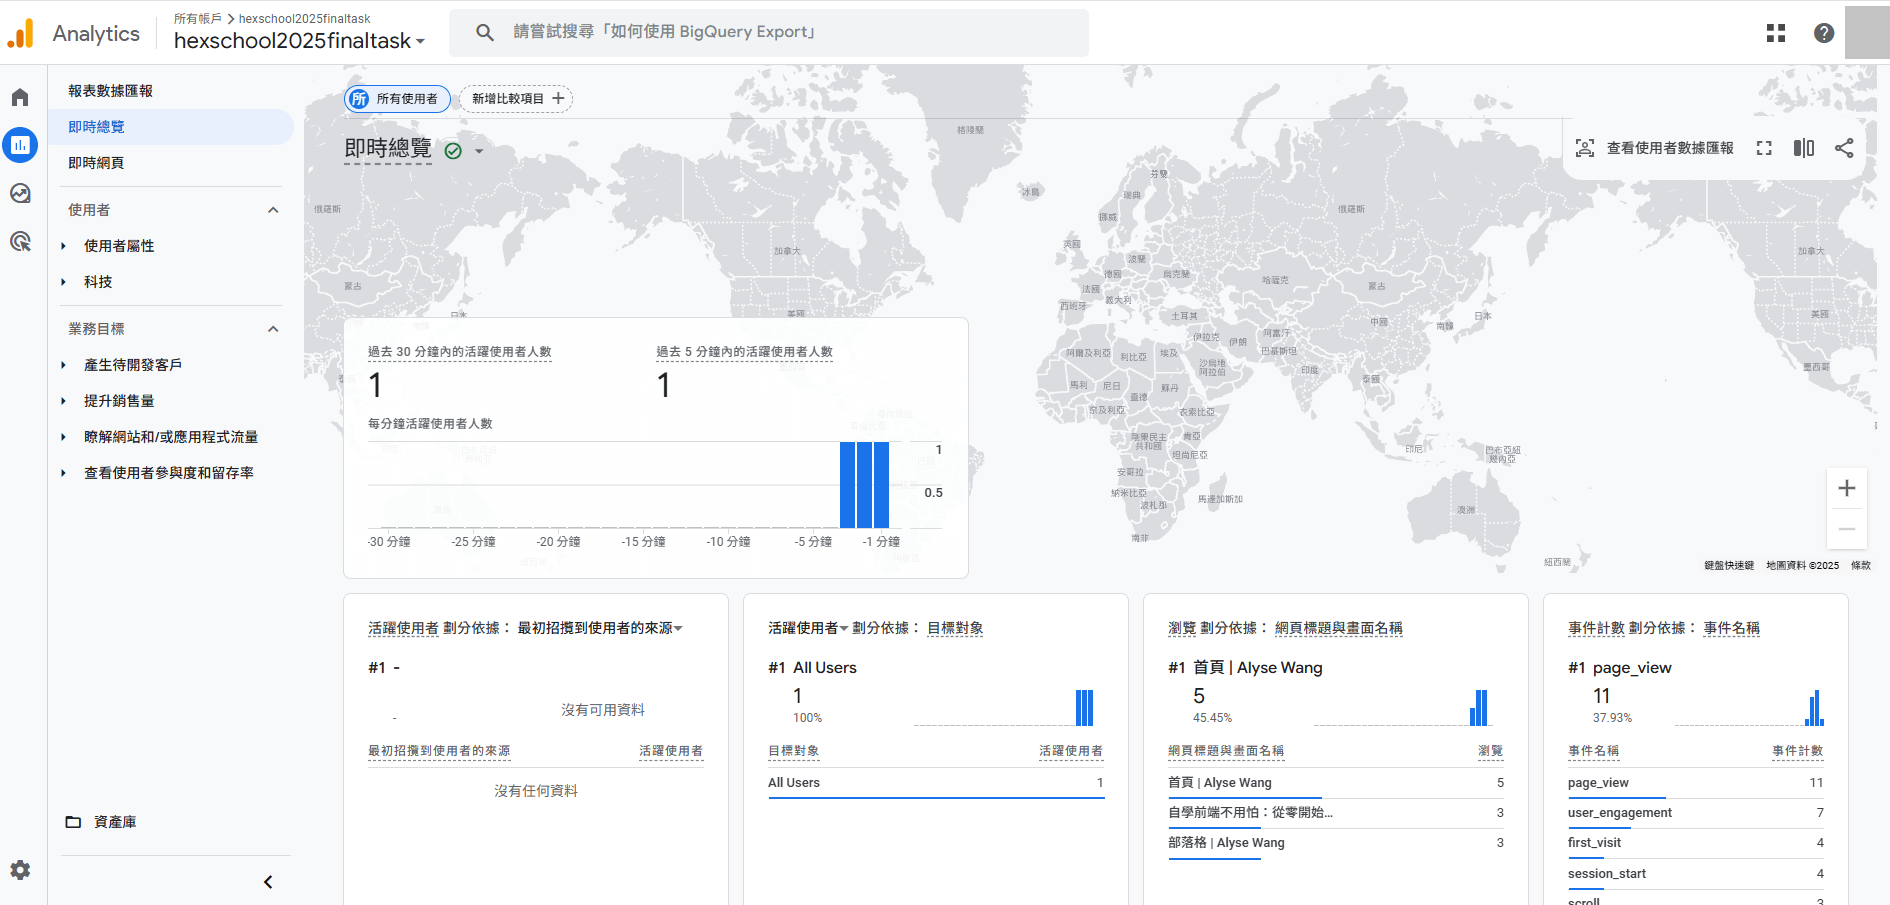 Analytics
所有帳戶 > hexschool2025finaltask
hexschool2025finaltask
請嘗試搜尋「如何使用 BigQuery Export」
報表數據匯報
即時總覽
即時網頁
使用者
使用者屬性
科技
業務目標
產生待開發客戶
提升銷售量
瞭解網站和/或應用程式流量
查看使用者參與度和留存率
資產庫
所 所有使用者
新增比較項目 +
即時總覽
查看使用者數據匯報
格陵蘭
冰島
芬蘭
瑞典
挪威
俄羅斯
俄羅斯
加拿大
加拿大
英國
波蘭
德國
烏克蘭
法國
義大利
西班牙
哈薩克
蒙古
蒙古
土耳其
日本
日本
美國
美國
中國
南韓
伊拉克
伊朗
阿富汗
巴基斯坦
阿爾及利亞
利比亞
埃及
沙烏地
阿拉伯
印度
墨西哥
泰國
馬利
尼日
查德
蘇丹
奈及利亞
衣索比亞
剛果民主
共和國
肯亞
坦尚尼亞
印尼
巴布亞紐
幾內亞
安哥拉
納米比亞
波札那
馬達加斯加
南非
澳洲
紐西蘭
鍵盤快速鍵
地圖資料 ©2025
條款
過去 30 分鐘內的活躍使用者人數
1
過去 5 分鐘內的活躍使用者人數
1
每分鐘活躍使用者人數
1
0.5
-30 分鐘
-25 分鐘
-20 分鐘
-15 分鐘
-10 分鐘
-5 分鐘
-1 分鐘
活躍使用者 劃分依據： 最初招攬到使用者的來源
#1 -
-
沒有可用資料
最初招攬到使用者的來源 活躍使用者
沒有任何資料
活躍使用者 劃分依據： 目標對象
#1 All Users
1
100%
目標對象 活躍使用者
All Users 1
瀏覽 劃分依據： 網頁標題與畫面名稱
#1 首頁 | Alyse Wang
5
45.45%
網頁標題與畫面名稱 瀏覽
首頁 | Alyse Wang 5
自學前端不用怕：從零開始... 3
部落格 | Alyse Wang 3
事件計數 劃分依據： 事件名稱
#1 page_view
11
37.93%
事件名稱 事件計數
page_view 11
user_engagement 7
first_visit 4
session_start 4
scroll 3